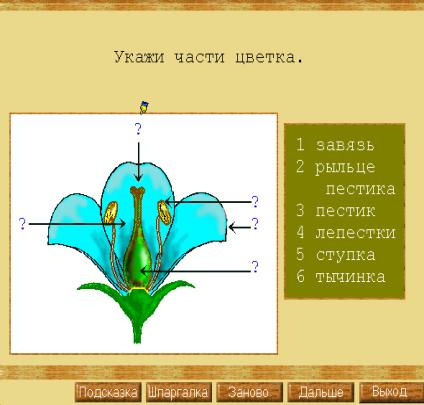 Укажи части цветка.
?
?
?
?
?
1 завязь
2 рыльце
пестика
3 пестик
4 лепестки
5 ступка
6 тычинка
Подсказка Шпаргалка Заново Дальше Выход